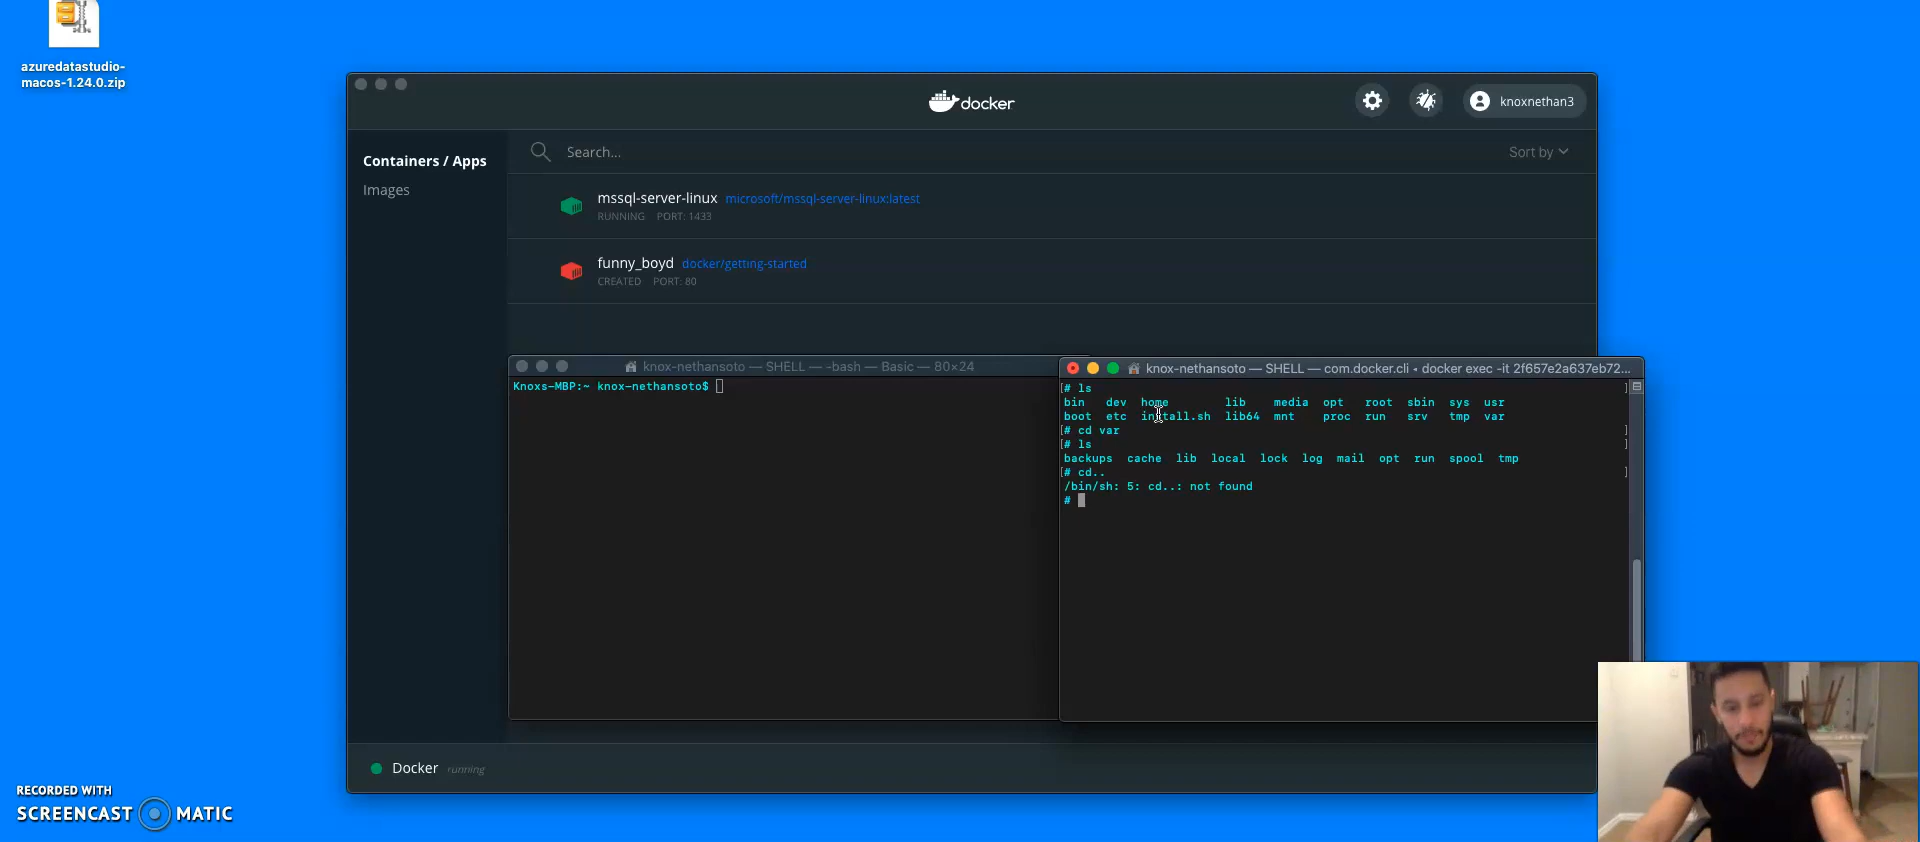 azuredatastudio-
macos-1.24.0.zip
docker
knoxnethan3
Containers / Apps
Images
Search...
Sort by
mssql-server-linux microsoft/mssql-server-linux:latest
RUNNING PORT: 1433
funny_boyd docker/getting-started
CREATED PORT: 80
knox-nethansoto — SHELL — -bash — Basic — 80×24
Knoxs-MBP:~ knox-nethansoto$
knox-nethansoto — SHELL — com.docker.cli • docker exec -it 2f657e2a637eb72...
[# ls ]
bin dev home lib media opt root sbin sys usr
boot etc install.sh lib64 mnt proc run srv tmp var
[# cd var ]
[# ls ]
backups cache lib local lock log mail opt run spool tmp
[# cd.. ]
/bin/sh: 5: cd..: not found
#
Docker running
RECORDED WITH
SCREENCAST MATIC